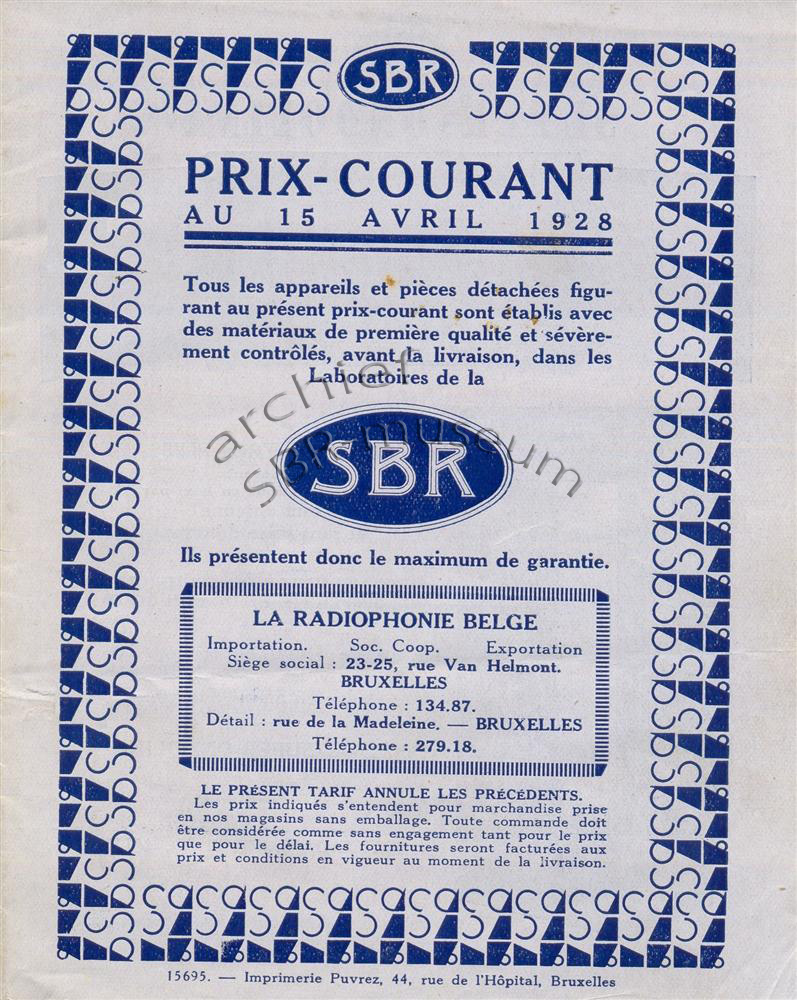 SBR
PRIX-COURANT
AU 15 AVRIL 1928
Tous les appareils et pièces détachées figu-
rant au présent prix-courant sont établis avec
des matériaux de première qualité et sévère-
ment contrôlés, avant la livraison, dans les
Laboratoires de la
archief
SBR-museum
SBR
Ils présentent donc le maximum de garantie.
LA RADIOPHONIE BELGE
Importation. Soc. Coop. Exportation
Siège social : 23-25, rue Van Helmont.
BRUXELLES
Téléphone : 134.87.
Détail : rue de la Madeleine. — BRUXELLES
Téléphone : 279.18.
LE PRÉSENT TARIF ANNULE LES PRÉCÉDENTS.
Les prix indiqués s'entendent pour marchandise prise
en nos magasins sans emballage. Toute commande doit
être considérée comme sans engagement tant pour le prix
que pour le délai. Les fournitures seront facturées aux
prix et conditions en vigueur au moment de la livraison.
15695. — Imprimerie Puvrez, 44, rue de l'Hôpital, Bruxelles